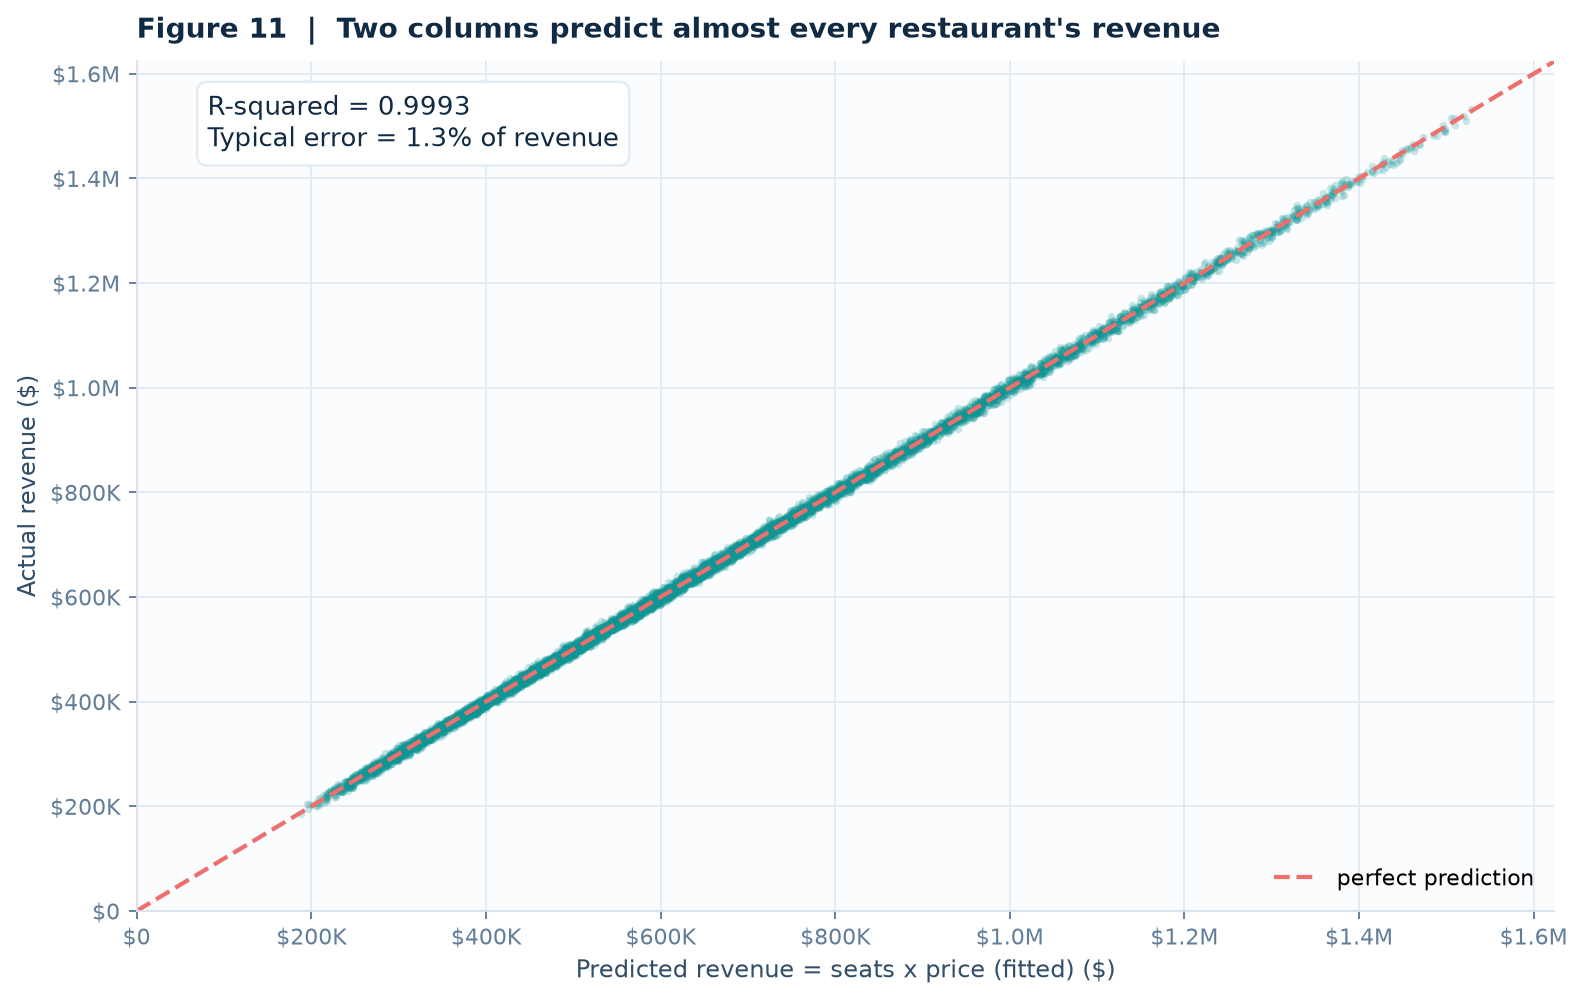 Figure 11 | Two columns predict almost every restaurant's revenue
R-squared = 0.9993
Typical error = 1.3% of revenue
Actual revenue ($)
$1.6M
$1.4M
$1.2M
$1.0M
$800K
$600K
$400K
$200K
$0
perfect prediction
$0 $200K $400K $600K $800K $1.0M $1.2M $1.4M $1.6M
Predicted revenue = seats x price (fitted) ($)